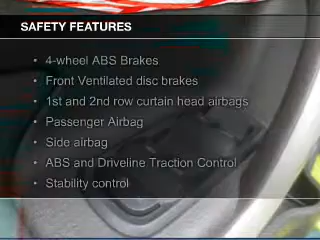 SAFETY FEATURES
• 4-wheel ABS Brakes
• Front Ventilated disc brakes
• 1st and 2nd row curtain head airbags
• Passenger Airbag
• Side airbag
• ABS and Driveline Traction Control
• Stability control